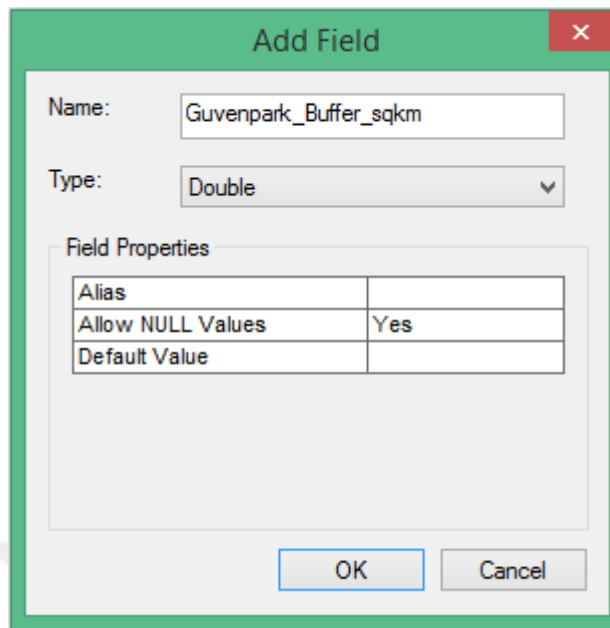 Add Field
Name: Guvenpark_Buffer_sqkm
Type: Double
Field Properties
Alias
Allow NULL Values Yes
Default Value
OK Cancel